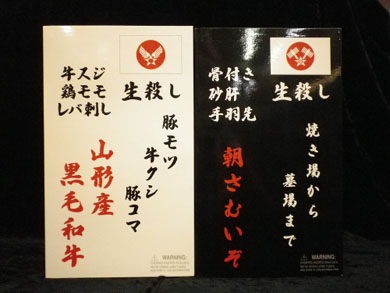 牛スジ
鶏モモ
レバ刺し
生殺し
豚モツ
牛クシ
豚コマ
山形産
黒毛和牛
WARNING
骨付き
砂肝
手羽先
生殺し
焼き場から
墓場まで
朝さむいぞ
WARNING